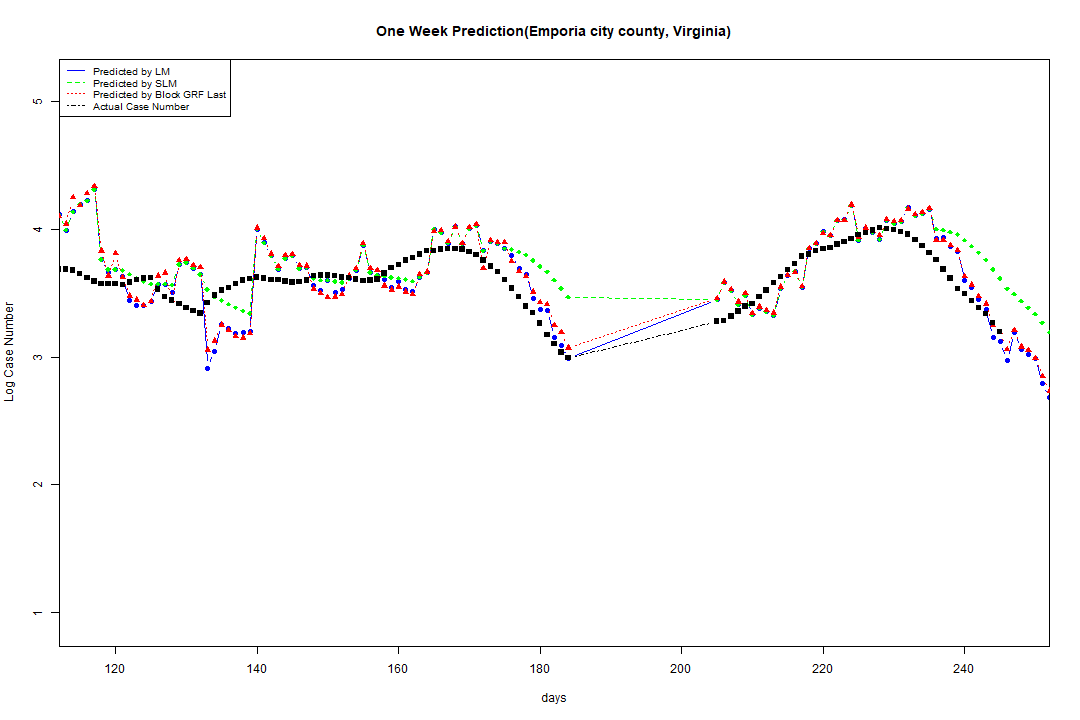 One Week Prediction(Emporia city county, Virginia)
Predicted by LM
Predicted by SLM
Predicted by Block GRF Last
Actual Case Number
5
4
3
2
1
Log Case Number
120 140 160 180 200 220 240
days